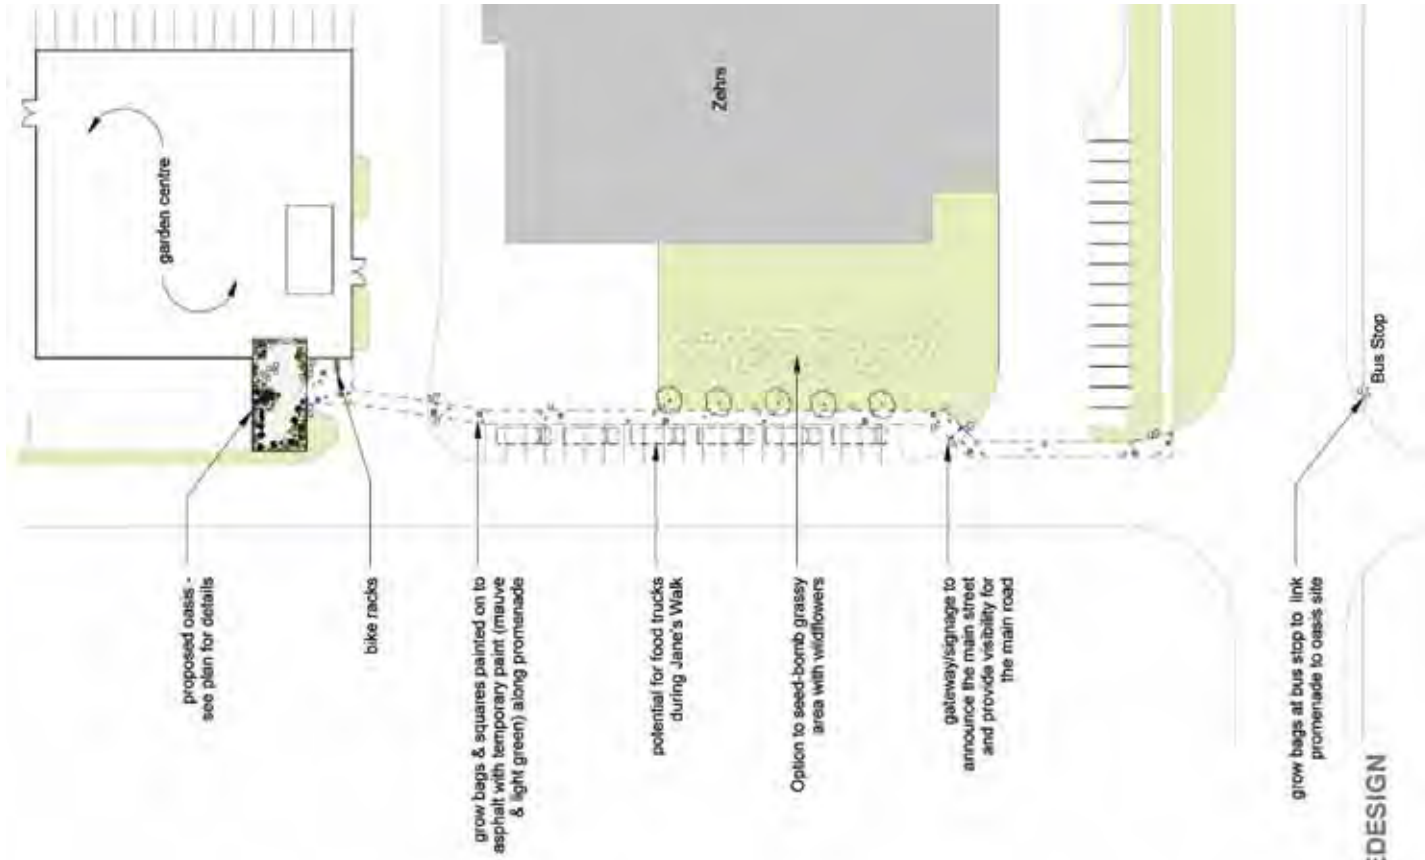 Zehrs
garden centre
Bus Stop
proposed oasis -
see plan for details
bike racks
grow bags & squares painted on to
asphalt with temporary paint (mauve
& light green) along promenade
potential for food trucks
during Jane's Walk
Option to seed-bomb grassy
area with wildflowers
gateway/signage to
announce the main street
and provide visibility for
the main road
grow bags at bus stop to link
promenade to oasis site
EDESIGN